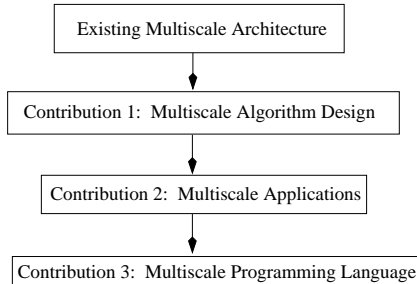 Existing Multiscale Architecture
Contribution 1: Multiscale Algorithm Design
Contribution 2: Multiscale Applications
Contribution 3: Multiscale Programming Language